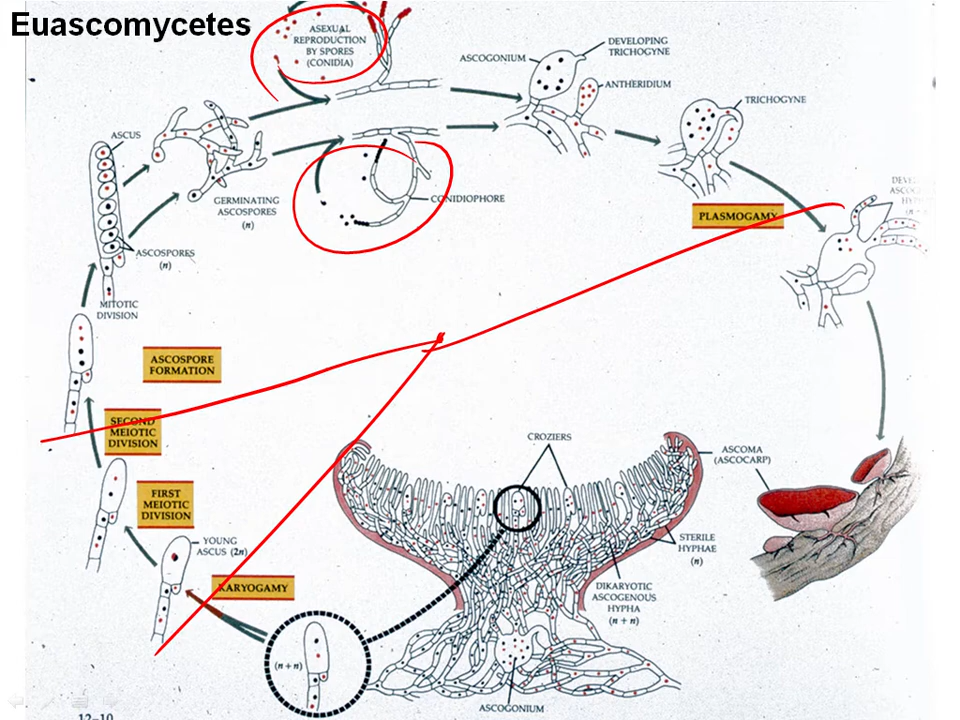 Euascomycetes
ASEXUAL
REPRODUCTION
BY SPORES
(CONIDIA)
ASCOGONIUM
DEVELOPING
TRICHOGYNE
ANTHERIDIUM
TRICHOGYNE
ASCUS
GERMINATING
ASCOSPORES
(n)
CONIDIOPHORE
PLASMOGAMY
ASCOSPORES
(n)
MITOTIC
DIVISION
ASCOSPORE
FORMATION
SECOND
MEIOTIC
DIVISION
FIRST
MEIOTIC
DIVISION
YOUNG
ASCUS (2n)
KARYOGAMY
(n+n)
CROZIERS
ASCOMA
(ASCOCARP)
STERILE
HYPHAE
(n)
DIKARYOTIC
ASCOGENOUS
HYPHA
(n + n)
ASCOGONIUM
12-10